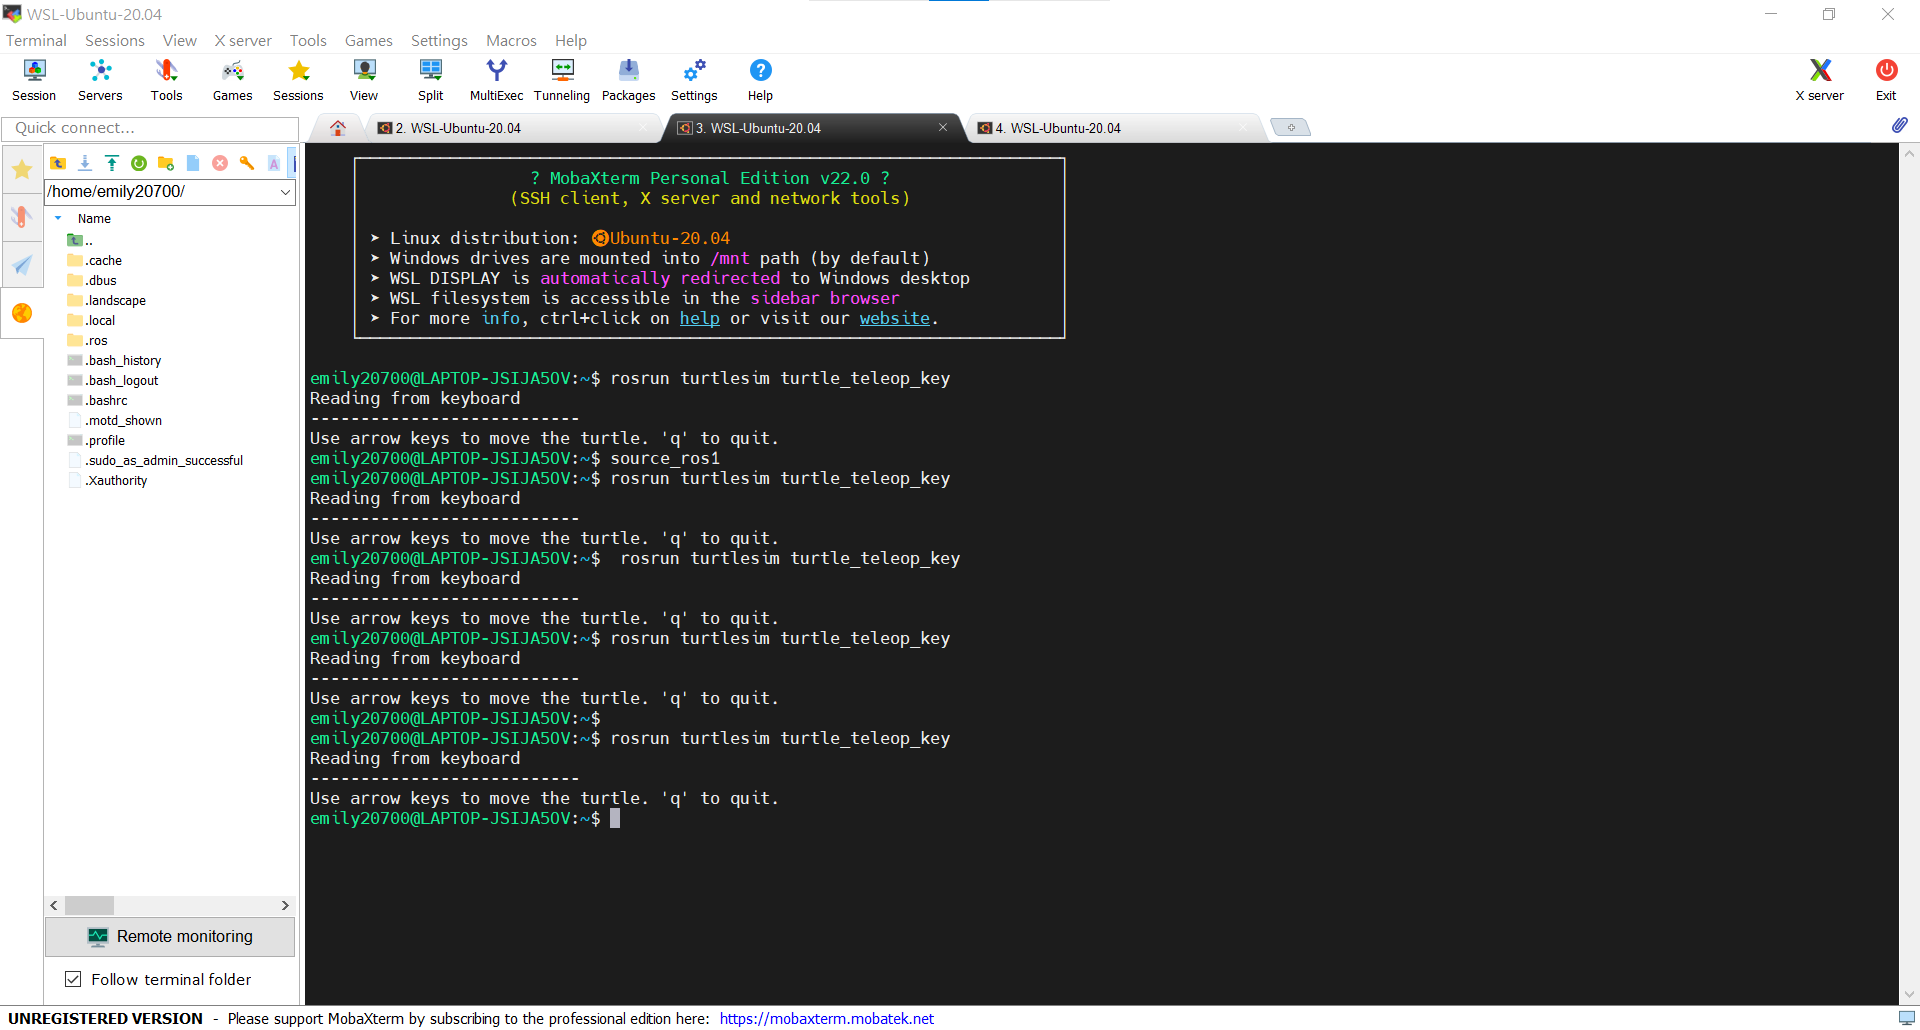 WSL-Ubuntu-20.04
Terminal Sessions View X server Tools Games Settings Macros Help
Session Servers Tools Games Sessions View Split MultiExec Tunneling Packages Settings Help X server Exit
Quick connect...
2. WSL-Ubuntu-20.04
3. WSL-Ubuntu-20.04
4. WSL-Ubuntu-20.04
/home/emily20700/
Name
..
.cache
.dbus
.landscape
.local
.ros
.bash_history
.bash_logout
.bashrc
.motd_shown
.profile
.sudo_as_admin_successful
.Xauthority
Remote monitoring
Follow terminal folder
? MobaXterm Personal Edition v22.0 ?
(SSH client, X server and network tools)
➤ Linux distribution: Ubuntu-20.04
➤ Windows drives are mounted into /mnt path (by default)
➤ WSL DISPLAY is automatically redirected to Windows desktop
➤ WSL filesystem is accessible in the sidebar browser
➤ For more info, ctrl+click on help or visit our website.
emily20700@LAPTOP-JSIJA5OV:~$ rosrun turtlesim turtle_teleop_key
Reading from keyboard
---------------------------
Use arrow keys to move the turtle. 'q' to quit.
emily20700@LAPTOP-JSIJA5OV:~$ source_ros1
emily20700@LAPTOP-JSIJA5OV:~$ rosrun turtlesim turtle_teleop_key
Reading from keyboard
---------------------------
Use arrow keys to move the turtle. 'q' to quit.
emily20700@LAPTOP-JSIJA5OV:~$  rosrun turtlesim turtle_teleop_key
Reading from keyboard
---------------------------
Use arrow keys to move the turtle. 'q' to quit.
emily20700@LAPTOP-JSIJA5OV:~$ rosrun turtlesim turtle_teleop_key
Reading from keyboard
---------------------------
Use arrow keys to move the turtle. 'q' to quit.
emily20700@LAPTOP-JSIJA5OV:~$
emily20700@LAPTOP-JSIJA5OV:~$ rosrun turtlesim turtle_teleop_key
Reading from keyboard
---------------------------
Use arrow keys to move the turtle. 'q' to quit.
emily20700@LAPTOP-JSIJA5OV:~$
UNREGISTERED VERSION - Please support MobaXterm by subscribing to the professional edition here: https://mobaxterm.mobatek.net